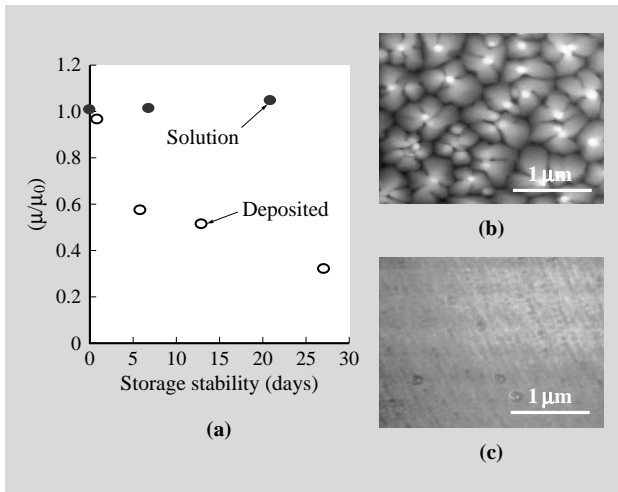 1.2
1.0
0.8
0.6
0.4
0.2
0
(μ/μ0)
Solution
Deposited
0 5 10 15 20 25 30
Storage stability (days)
(a)
1 μm
(b)
1 μm
(c)